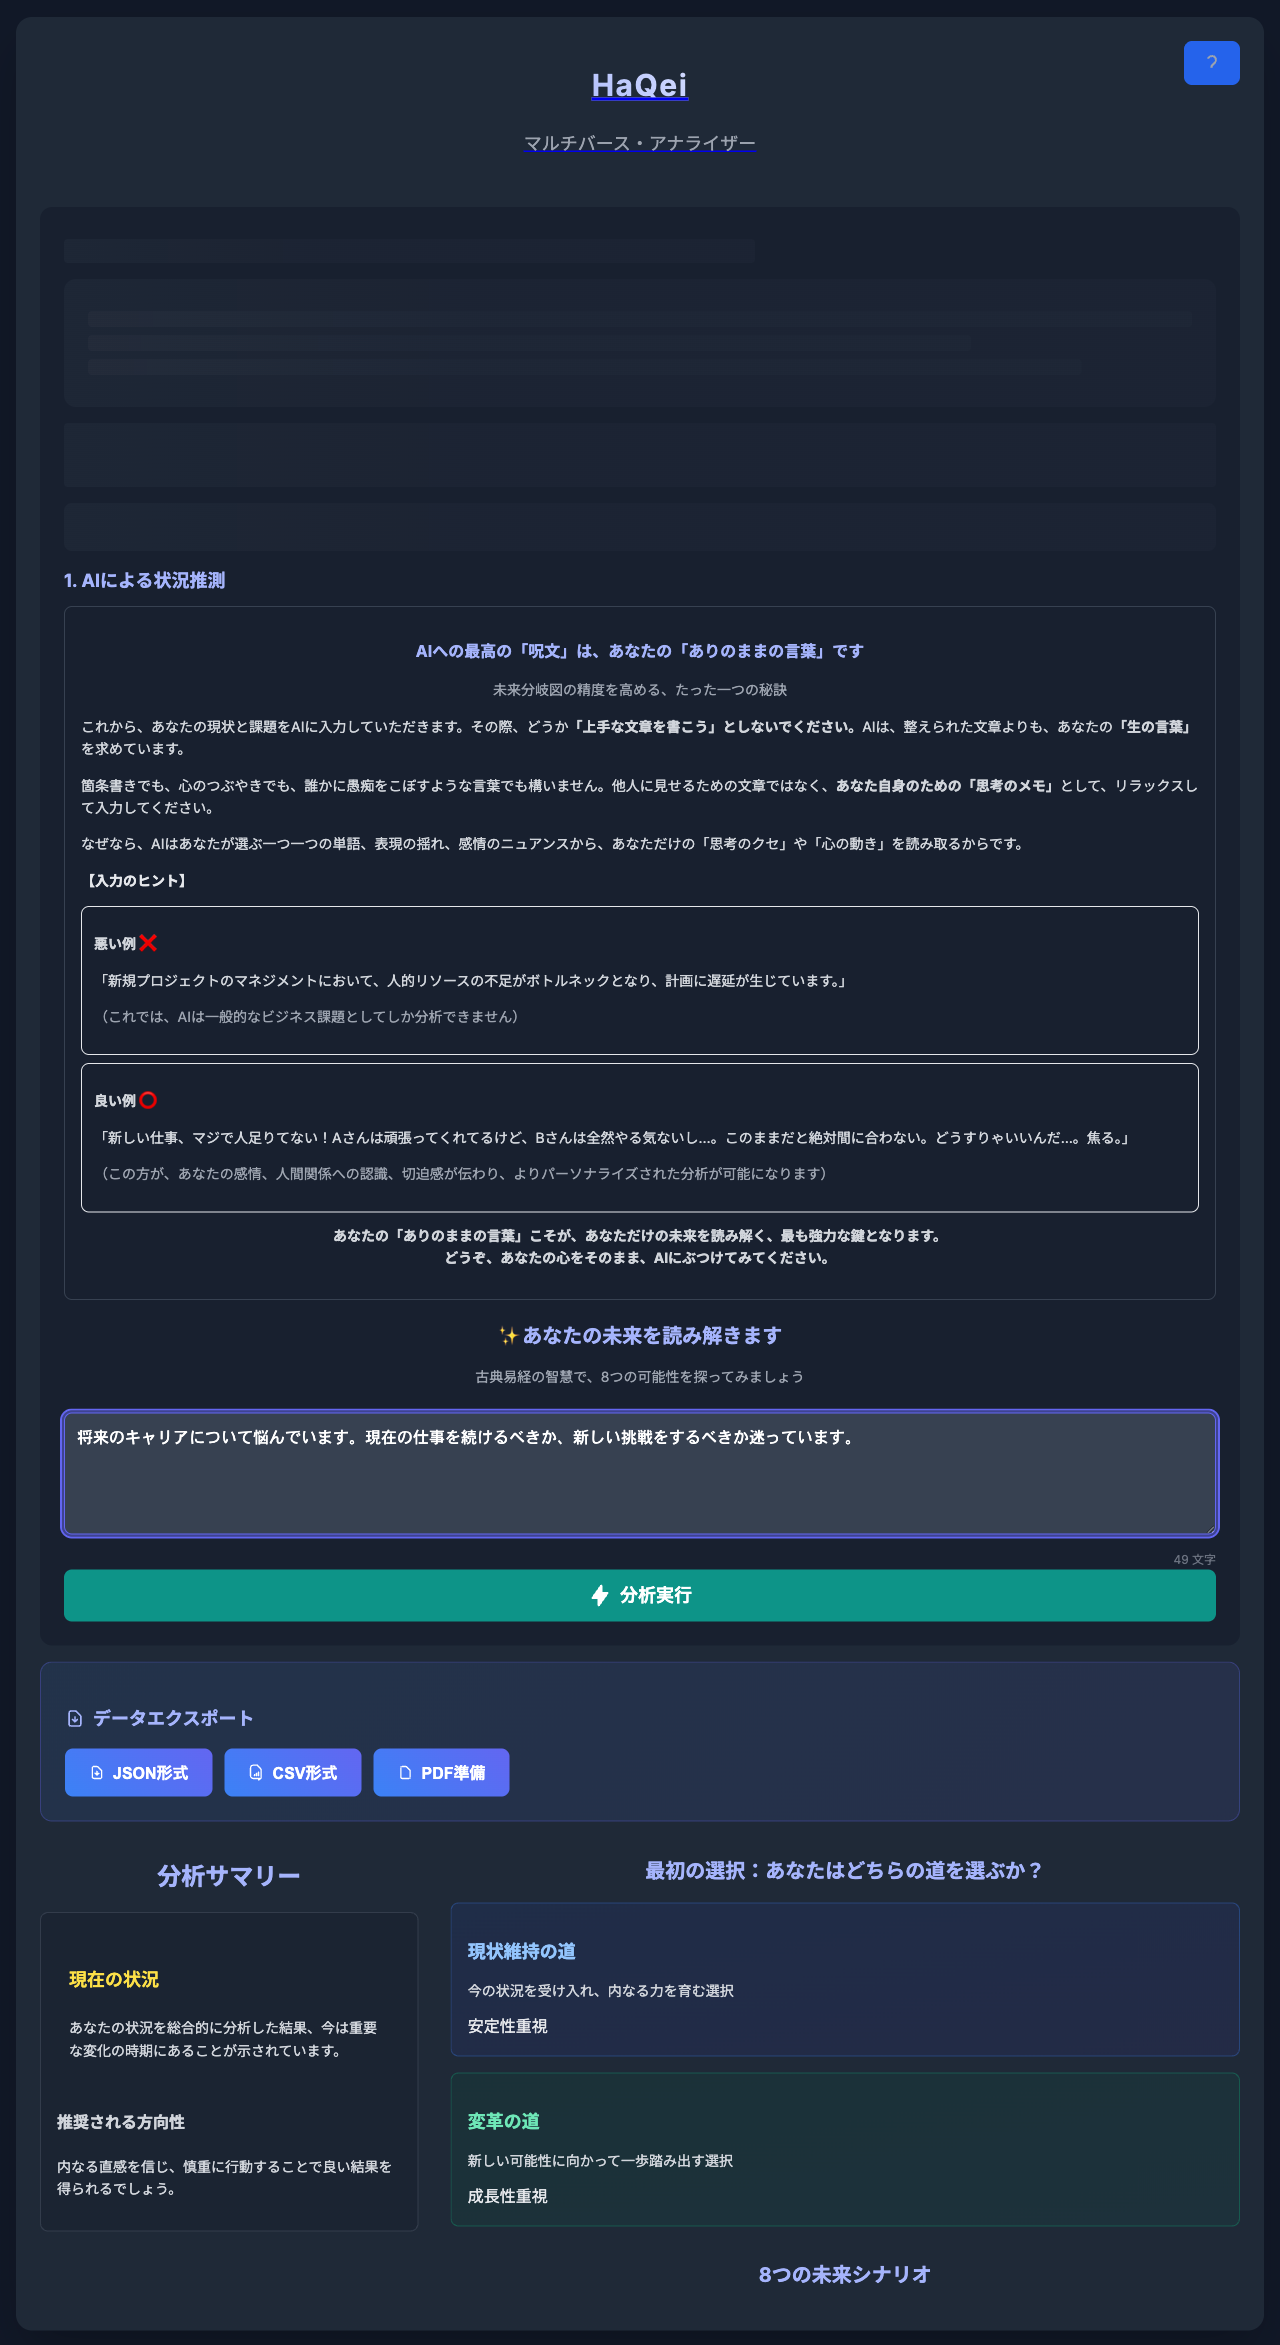 HaQei
?
マルチバース・アナライザー
1. AIによる状況推測
AIへの最高の「呪文」は、あなたの「ありのままの言葉」です
未来分岐図の精度を高める、たった一つの秘訣
これから、あなたの現状と課題をAIに入力していただきます。その際、どうか「上手な文章を書こう」としないでください。AIは、整えられた文章よりも、あなたの「生の言葉」
を求めています。
箇条書きでも、心のつぶやきでも、誰かに愚痴をこぼすような言葉でも構いません。他人に見せるための文章ではなく、あなた自身のための「思考のメモ」として、リラックスし
て入力してください。
なぜなら、AIはあなたが選ぶ一つ一つの単語、表現の揺れ、感情のニュアンスから、あなただけの「思考のクセ」や「心の動き」を読み取るからです。
【入力のヒント】
悪い例 ❌
「新規プロジェクトのマネジメントにおいて、人的リソースの不足がボトルネックとなり、計画に遅延が生じています。」
（これでは、AIは一般的なビジネス課題としてしか分析できません）
良い例 ⭕
「新しい仕事、マジで人足りてない！Aさんは頑張ってくれてるけど、Bさんは全然やる気ないし…。このままだと絶対間に合わない。どうすりゃいいんだ…。焦る。」
（この方が、あなたの感情、人間関係への認識、切迫感が伝わり、よりパーソナライズされた分析が可能になります）
あなたの「ありのままの言葉」こそが、あなただけの未来を読み解く、最も強力な鍵となります。
どうぞ、あなたの心をそのまま、AIにぶつけてみてください。
✨ あなたの未来を読み解きます
古典易経の智慧で、8つの可能性を探ってみましょう
将来のキャリアについて悩んでいます。現在の仕事を続けるべきか、新しい挑戦をするべきか迷っています。
49 文字
分析実行
データエクスポート
JSON形式
CSV形式
PDF準備
分析サマリー
現在の状況
あなたの状況を総合的に分析した結果、今は重要
な変化の時期にあることが示されています。
推奨される方向性
内なる直感を信じ、慎重に行動することで良い結果を
得られるでしょう。
最初の選択：あなたはどちらの道を選ぶか？
現状維持の道
今の状況を受け入れ、内なる力を育む選択
安定性重視
変革の道
新しい可能性に向かって一歩踏み出す選択
成長性重視
8つの未来シナリオ